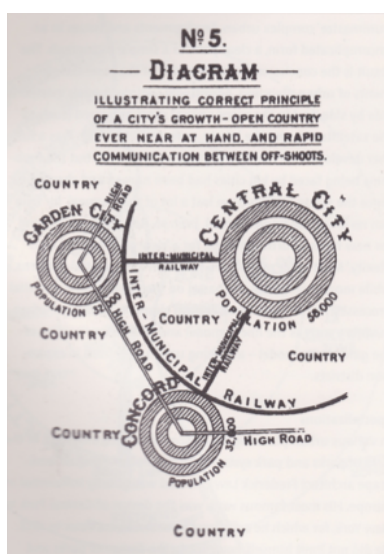 Nº 5.
DIAGRAM
ILLUSTRATING CORRECT PRINCIPLE
OF A CITY'S GROWTH – OPEN COUNTRY
EVER NEAR AT HAND, AND RAPID
COMMUNICATION BETWEEN OFF-SHOOTS.
COUNTRY
HIGH ROAD
GARDEN CITY
POPULATION 32
CENTRAL CITY
POPULATION 58,000
INTER-MUNICIPAL
RAILWAY
COUNTRY
HIGH ROAD
INTER-MUNICIPAL RAILWAY
COUNTRY
INTER-MUNICIPAL
RAILWAY
COUNTRY
COUNTRY
CONCORD
POPULATION 32,000
HIGH ROAD
COUNTRY